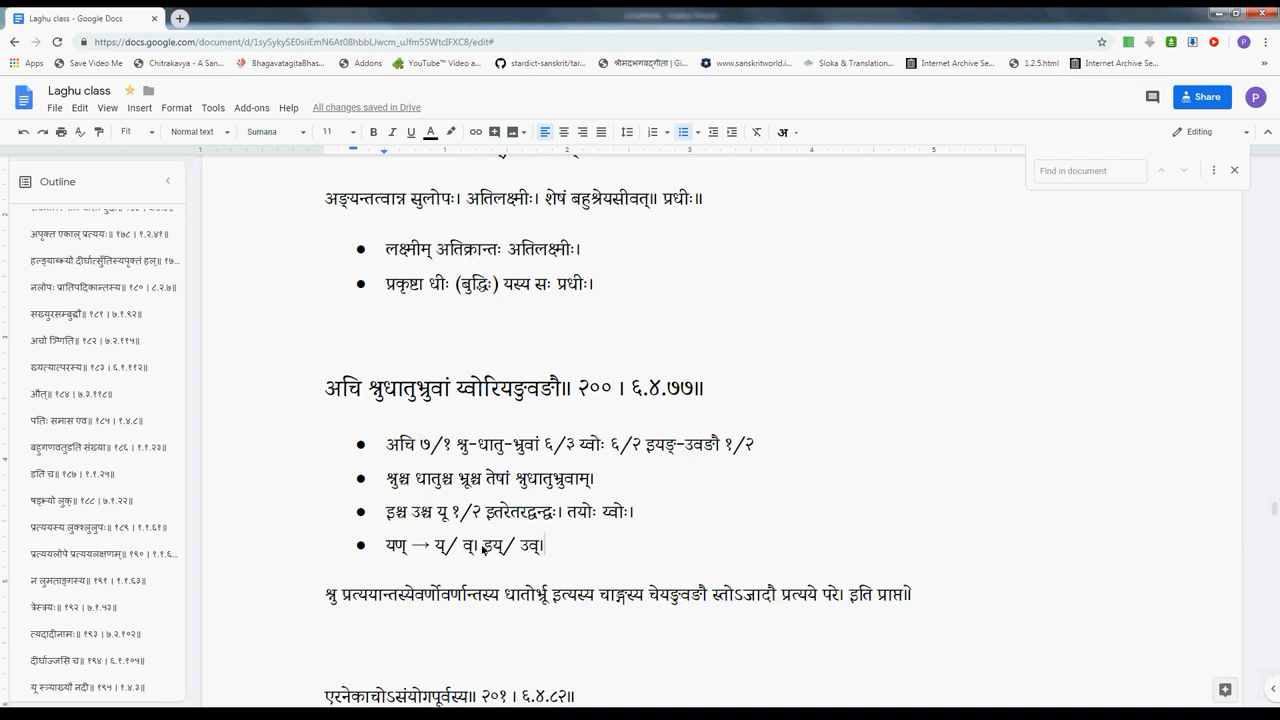 Laghu class - Google Docs
https://docs.google.com/document/d/1sySykySE0siiEmN6At08hbbLJwcm_uJfm5SWtcIFXC8/edit#
Apps Save Video Me Chitrakavya - A San... BhagavatagitaBhas... Addons YouTube™ Video a... stardict-sanskrit/tar... श्रीमदभगवद्गीता | Gi... www.sanskritworld.i... Sloka & Translation... Internet Archive Se... 1.2.5.html Internet Archive Se...
Laghu class
File Edit View Insert Format Tools Add-ons Help All changes saved in Drive
Share P
Fit Normal text Sumana 11 B I U A अ Editing
1 1 2 3 4 5
Find in document
Outline
अपृक्त एकाल् प्रत्ययः॥ १७८ । १.२.४१॥
हल्ङ्याब्भ्यो दीर्घात्सुँतिस्यपृक्तं हल्॥ १७...
नलोपः प्रातिपदिकान्तस्य॥ १८० । ८.२.७॥
सख्युरसम्बुद्धौ॥ १८१ । ७.१.९२॥
अचो ञ्णिति॥ १८२ । ७.२.११५॥
ख्यत्यात्परस्य॥ १८३ । ६.१.११२॥
औत्॥ १८४ । ७.३.११८॥
पतिः समास एव॥ १८५ । १.४.८॥
बहुगणवतुडति संख्या॥ १८६ । १.१.२३॥
डति च॥ १८७ । १.१.२५॥
षड्भ्यो लुक्॥ १८८ । ७.१.२२॥
प्रत्ययस्य लुक्श्लुलुपः॥ १८९ । १.१.६१॥
प्रत्ययलोपे प्रत्ययलक्षणम्॥ १९० । १.१.६...
न लुमताङ्गस्य॥ १९१ । १.१.६३॥
त्रेस्त्रयः॥ १९२ । ७.१.५३॥
त्यदादीनामः॥ १९३ । ७.२.१०२॥
दीर्घाज्जसि च॥ १९४ । ६.१.१०५॥
यू स्त्र्याख्यौ नदी॥ १९५ । १.४.३॥
अङ्यन्तत्वान्न सुलोपः। अतिलक्ष्मीः। शेषं बहुश्रेयसीवत्॥ प्रधीः॥
● लक्ष्मीम् अतिक्रान्तः अतिलक्ष्मीः।
● प्रकृष्टा धीः (बुद्धिः) यस्य सः प्रधीः।
अचि श्नुधातुभ्रुवां य्वोरियङुवङौ॥ २०० । ६.४.७७॥
● अचि ७/१ श्नु-धातु-भ्रुवां ६/३ य्वोः ६/२ इयङ्-उवङौ १/२
● श्नुश्च धातुश्च भ्रूश्च तेषां श्नुधातुभ्रुवाम्।
● इश्च उश्च यू १/२ इतरेतरद्वन्द्वः। तयोः य्वोः।
● यण् → य्/ व्। इय्/ उव्।
श्नु प्रत्ययान्तस्येवर्णोवर्णान्तस्य धातोर्भ्रू इत्यस्य चाङ्गस्य चेयङुवङौ स्तोऽजादौ प्रत्यये परे। इति प्राप्ते॥
एरनेकाचोऽसंयोगपूर्वस्य॥ २०१ । ६.४.८२॥